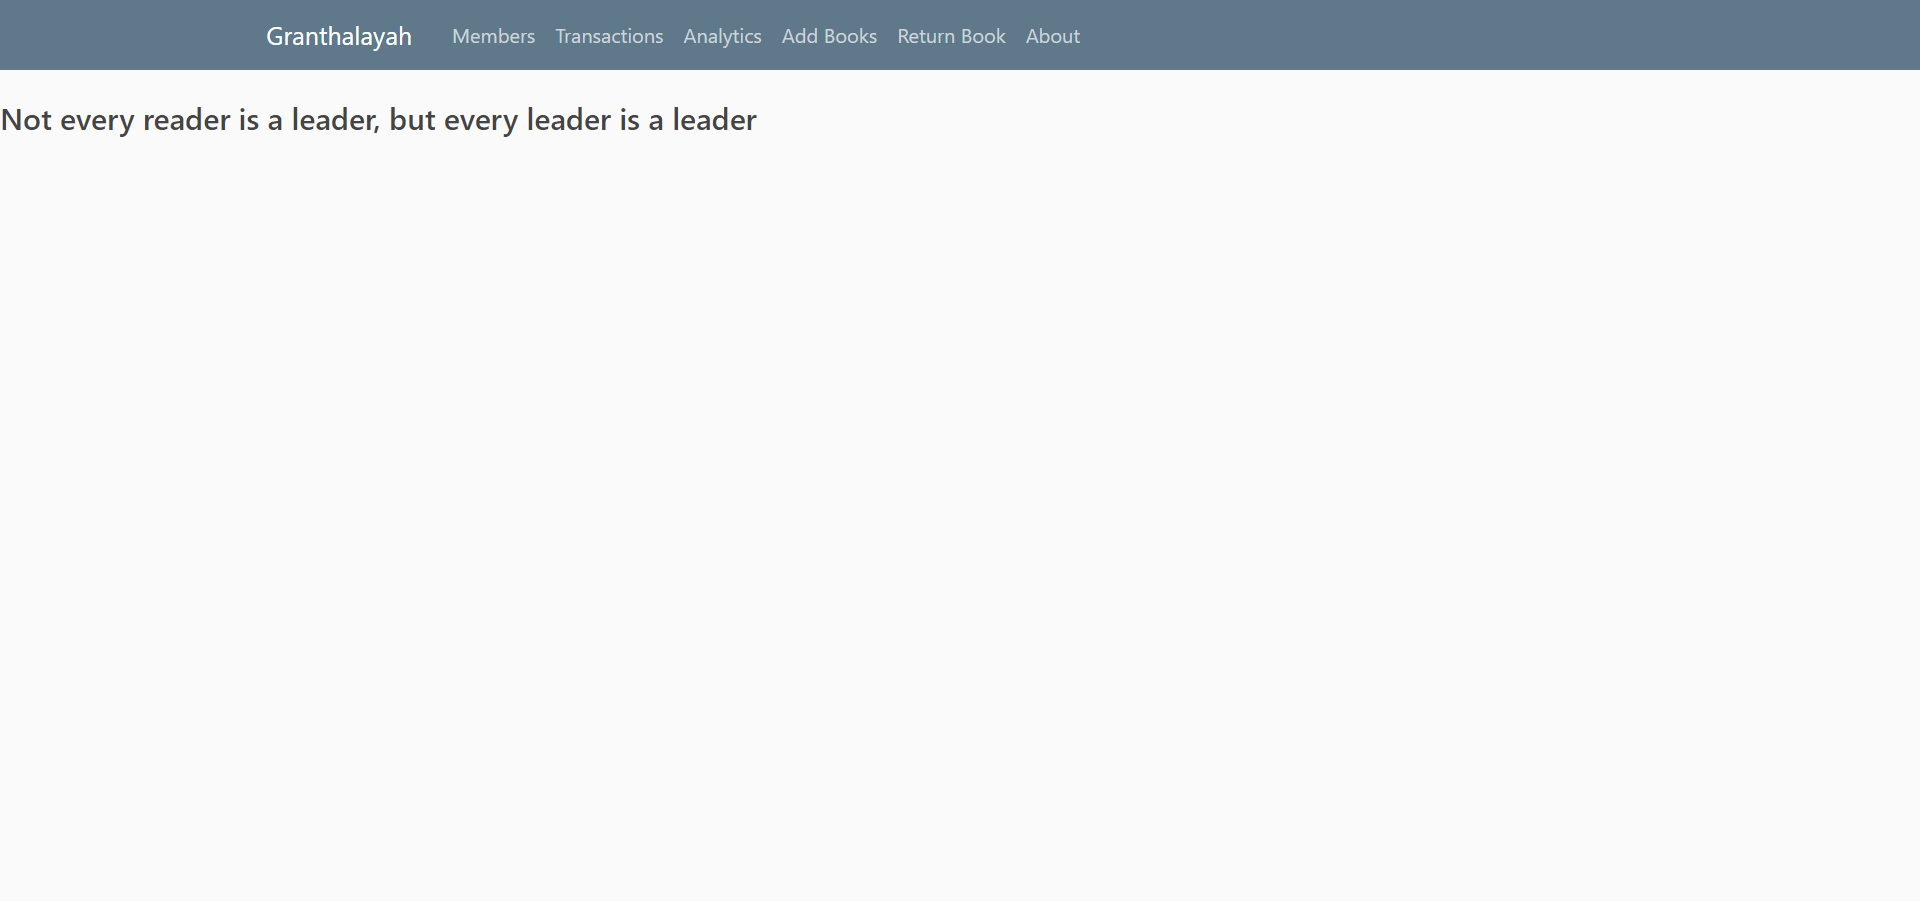 Granthalayah Members Transactions Analytics Add Books Return Book About
Not every reader is a leader, but every leader is a leader